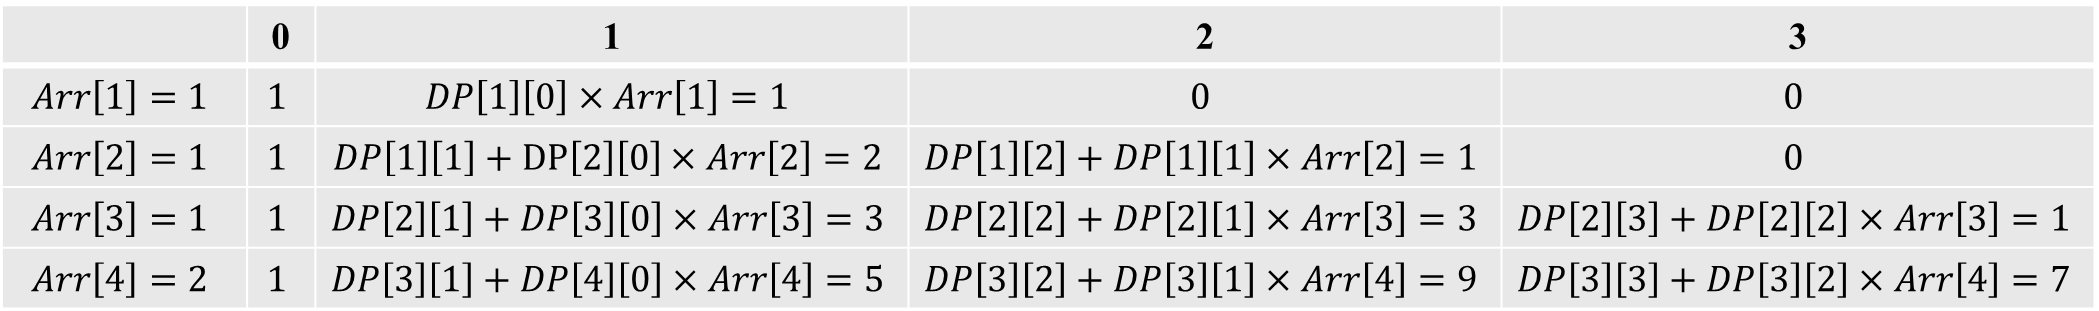 0 1 2 3
𝐴𝑟𝑟[1] = 1 1 𝐷𝑃[1][0] × 𝐴𝑟𝑟[1] = 1 0 0
𝐴𝑟𝑟[2] = 1 1 𝐷𝑃[1][1] + DP[2][0] × 𝐴𝑟𝑟[2] = 2 𝐷𝑃[1][2] + 𝐷𝑃[1][1] × 𝐴𝑟𝑟[2] = 1 0
𝐴𝑟𝑟[3] = 1 1 𝐷𝑃[2][1] + 𝐷𝑃[3][0] × 𝐴𝑟𝑟[3] = 3 𝐷𝑃[2][2] + 𝐷𝑃[2][1] × 𝐴𝑟𝑟[3] = 3 𝐷𝑃[2][3] + 𝐷𝑃[2][2] × 𝐴𝑟𝑟[3] = 1
𝐴𝑟𝑟[4] = 2 1 𝐷𝑃[3][1] + 𝐷𝑃[4][0] × 𝐴𝑟𝑟[4] = 5 𝐷𝑃[3][2] + 𝐷𝑃[3][1] × 𝐴𝑟𝑟[4] = 9 𝐷𝑃[3][3] + 𝐷𝑃[3][2] × 𝐴𝑟𝑟[4] = 7